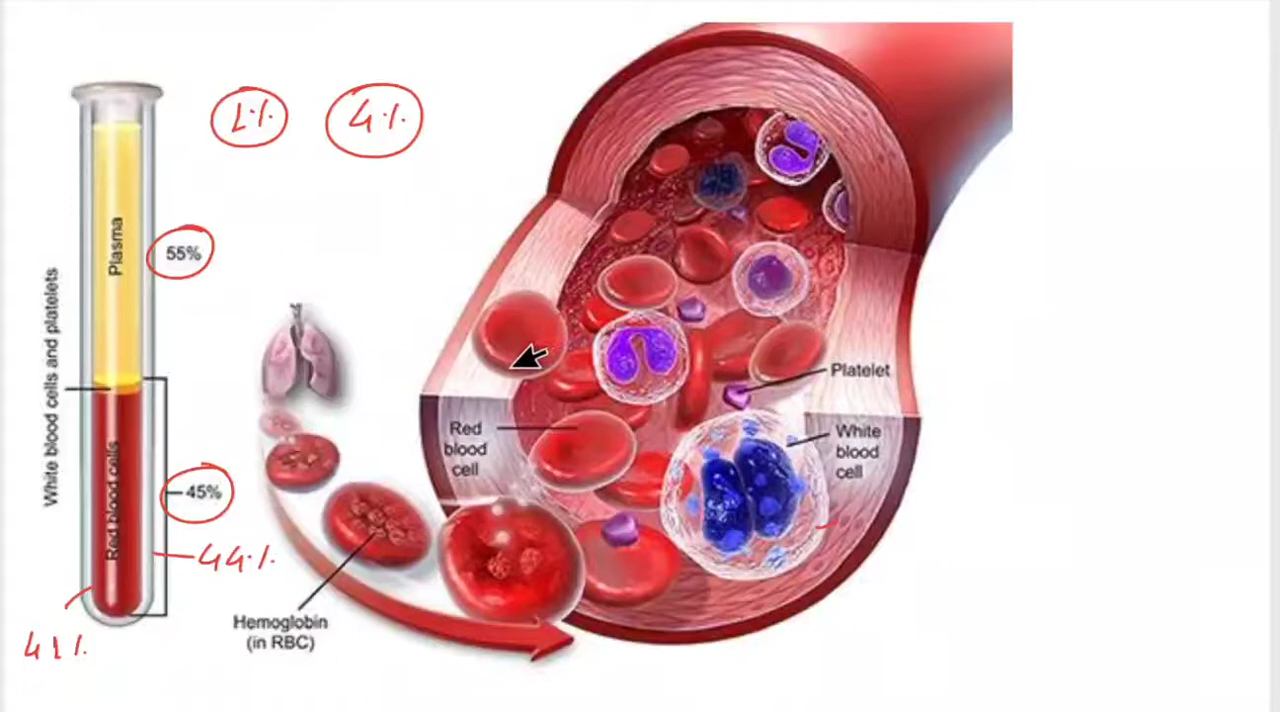 1% 4%
Plasma
55%
White blood cells and platelets
Red blood cells
45%
44%
41%
Hemoglobin
(in RBC)
Red
blood
cell
Platelet
White
blood
cell